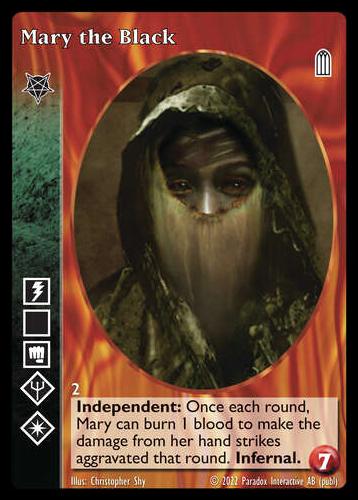 Mary the Black
2
Independent: Once each round,
Mary can burn 1 blood to make the
damage from her hand strikes
aggravated that round. Infernal.
7
Illus: Christopher Shy
© 2022 Paradox Interactive AB (publ)